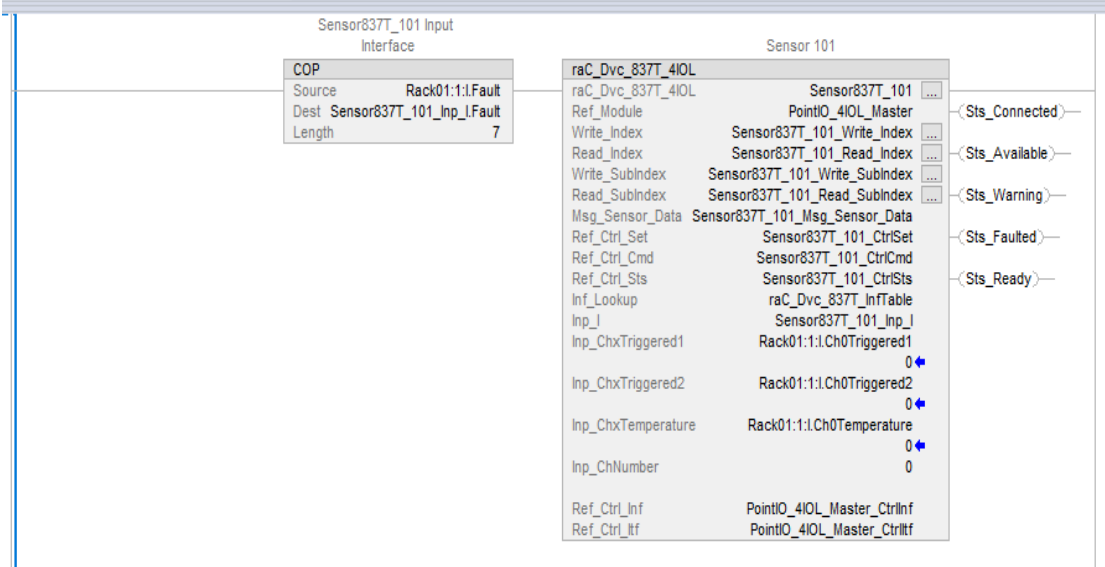 Sensor837T_101 Input
Interface
Sensor 101
COP
Source Rack01:1:I.Fault
Dest Sensor837T_101_Inp_I.Fault
Length 7
raC_Dvc_837T_4IOL
raC_Dvc_837T_4IOL Sensor837T_101 ...
Ref_Module PointIO_4IOL_Master (Sts_Connected)
Write_Index Sensor837T_101_Write_Index ...
Read_Index Sensor837T_101_Read_Index ... (Sts_Available)
Write_SubIndex Sensor837T_101_Write_SubIndex ...
Read_SubIndex Sensor837T_101_Read_SubIndex ... (Sts_Warning)
Msg_Sensor_Data Sensor837T_101_Msg_Sensor_Data
Ref_Ctrl_Set Sensor837T_101_CtrlSet (Sts_Faulted)
Ref_Ctrl_Cmd Sensor837T_101_CtrlCmd
Ref_Ctrl_Sts Sensor837T_101_CtrlSts (Sts_Ready)
Inf_Lookup raC_Dvc_837T_InfTable
Inp_I Sensor837T_101_Inp_I
Inp_ChxTriggered1 Rack01:1:I.Ch0Triggered1
0
Inp_ChxTriggered2 Rack01:1:I.Ch0Triggered2
0
Inp_ChxTemperature Rack01:1:I.Ch0Temperature
0
Inp_ChNumber 0
Ref_Ctrl_Inf PointIO_4IOL_Master_CtrlInf
Ref_Ctrl_Itf PointIO_4IOL_Master_CtrlItf